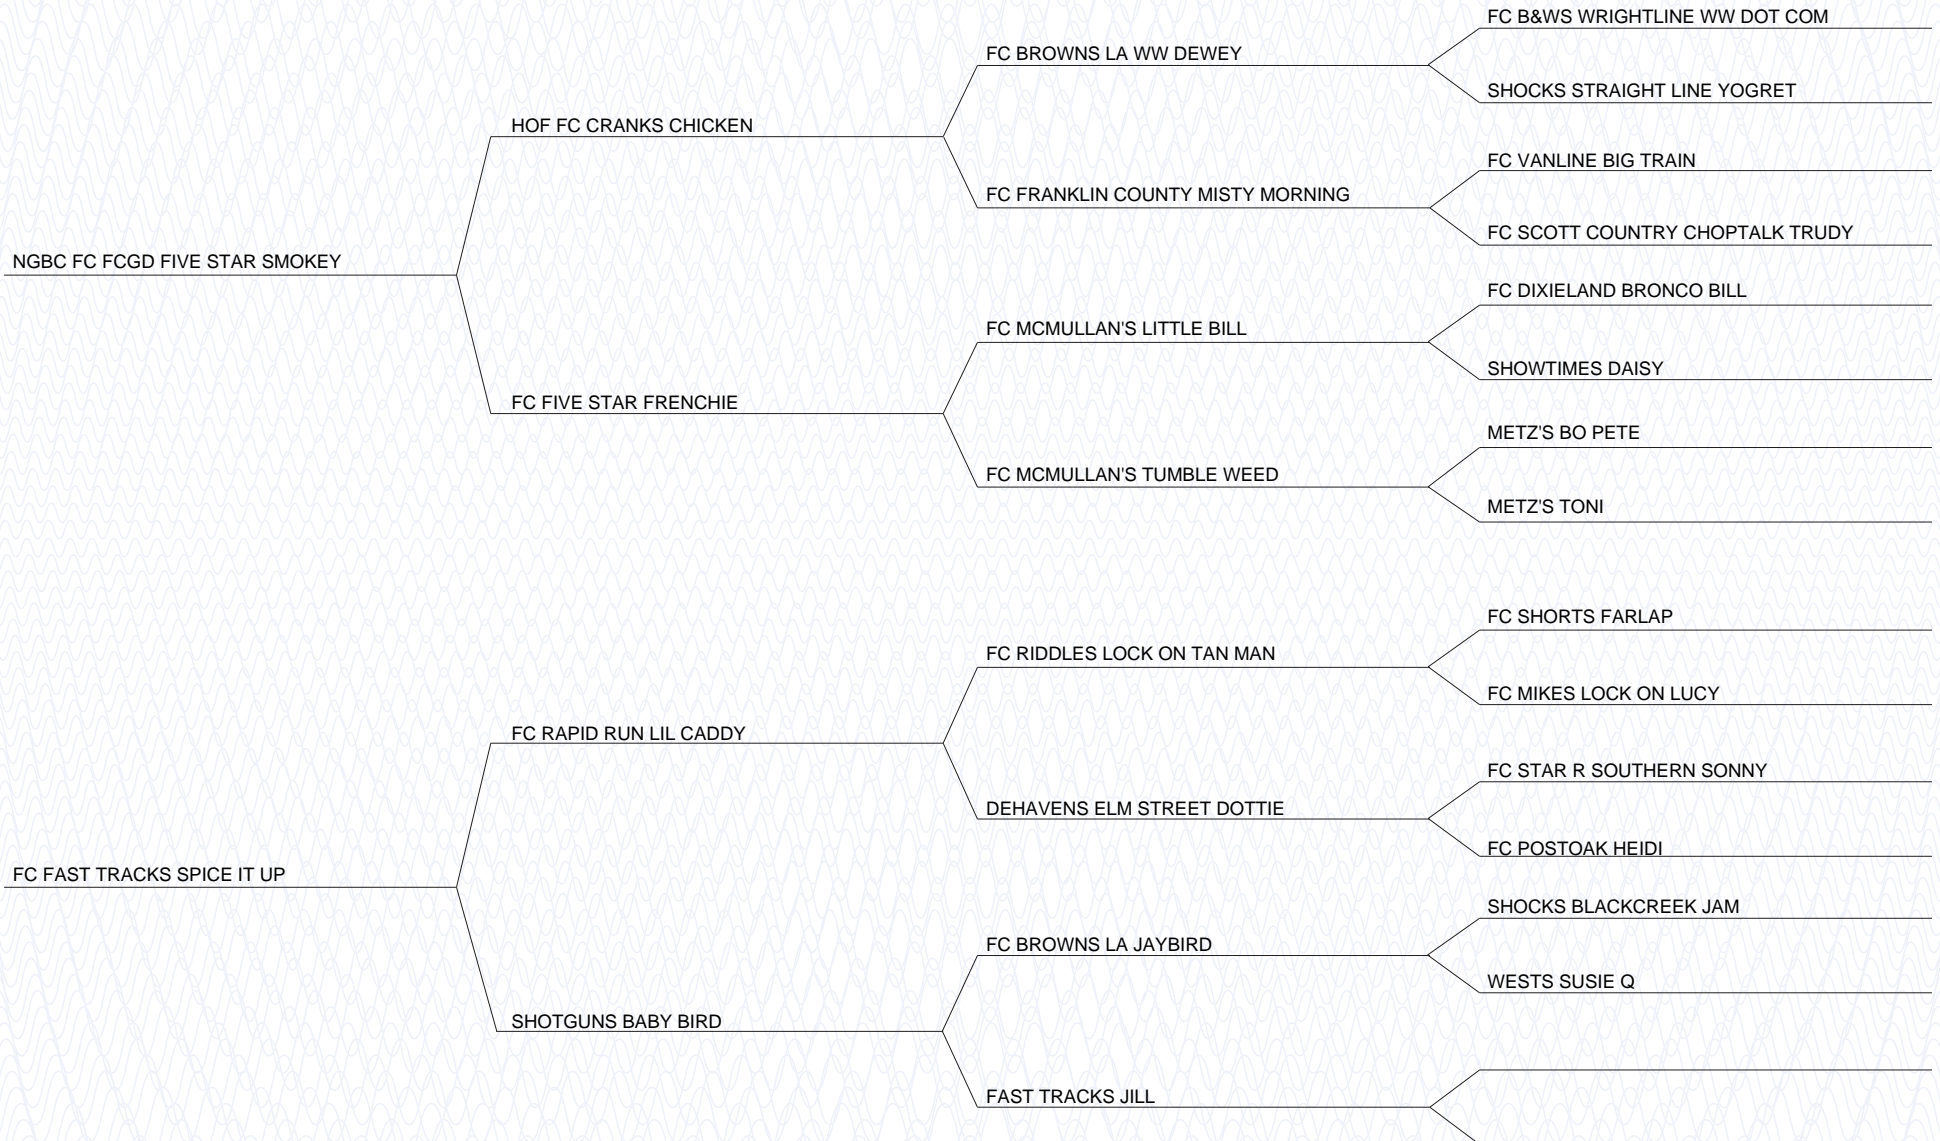 FC B&WS WRIGHTLINE WW DOT COM
FC BROWNS LA WW DEWEY
SHOCKS STRAIGHT LINE YOGRET
HOF FC CRANKS CHICKEN
FC VANLINE BIG TRAIN
FC FRANKLIN COUNTY MISTY MORNING
FC SCOTT COUNTRY CHOPTALK TRUDY
NGBC FC FCGD FIVE STAR SMOKEY
FC DIXIELAND BRONCO BILL
FC MCMULLAN'S LITTLE BILL
SHOWTIMES DAISY
FC FIVE STAR FRENCHIE
METZ'S BO PETE
FC MCMULLAN'S TUMBLE WEED
METZ'S TONI
FC SHORTS FARLAP
FC RIDDLES LOCK ON TAN MAN
FC MIKES LOCK ON LUCY
FC RAPID RUN LIL CADDY
FC STAR R SOUTHERN SONNY
DEHAVENS ELM STREET DOTTIE
FC POSTOAK HEIDI
FC FAST TRACKS SPICE IT UP
SHOCKS BLACKCREEK JAM
FC BROWNS LA JAYBIRD
WESTS SUSIE Q
SHOTGUNS BABY BIRD
FAST TRACKS JILL